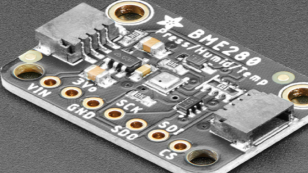 BME280
Press/Humid/Temp
VIN
3Vo
GND
SCK
SDO
SDI
CS